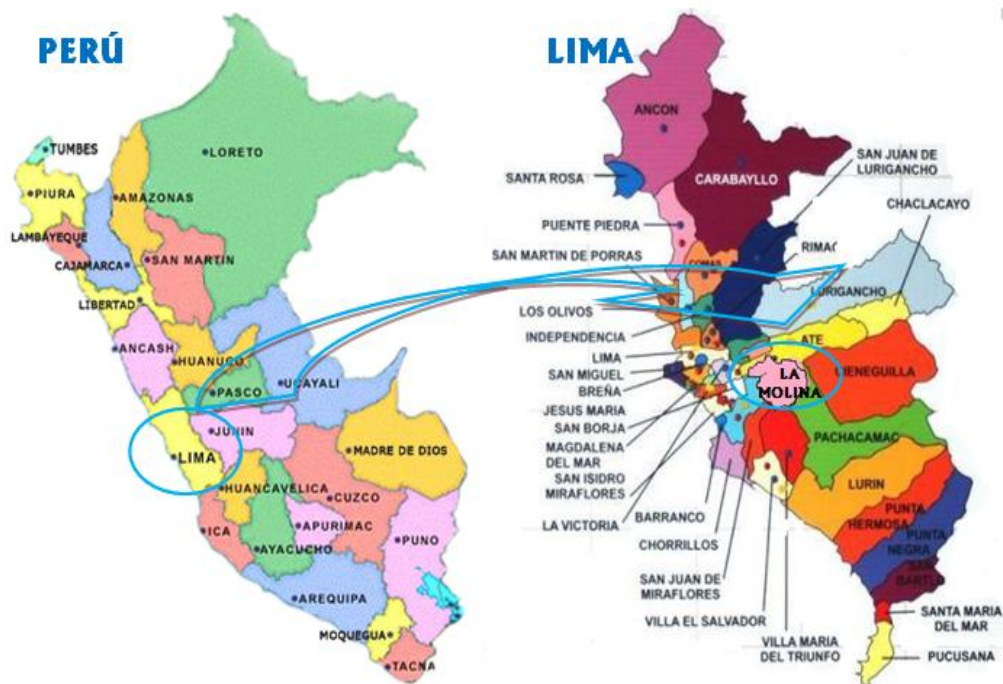 PERÚ
TUMBES
LORETO
PIURA
AMAZONAS
LAMBAYEQUE
SAN MARTIN
CAJAMARCA
LIBERTAD
ANCASH
HUANUCO
PASCO
UCAYALI
JUNIN
LIMA
MADRE DE DIOS
HUANCAVELICA
CUZCO
ICA
APURIMAC
PUNO
AYACUCHO
AREQUIPA
MOQUEGUA
TACNA
LIMA
ANCON
SAN JUAN DE
LURIGANCHO
SANTA ROSA
CARABAYLLO
CHACLACAYO
PUENTE PIEDRA
RIMAC
SAN MARTIN DE PORRAS
COMAS
LURIGANCHO
LOS OLIVOS
INDEPENDENCIA
ATE
LIMA
CIENEGUILLA
SAN MIGUEL
LA
MOLINA
BREÑA
JESUS MARIA
SAN BORJA
PACHACAMAC
MAGDALENA
DEL MAR
SAN ISIDRO
MIRAFLORES
LURIN
LA VICTORIA
BARRANCO
PUNTA
HERMOSA
CHORRILLOS
PUNTA
NEGRA
SAN JUAN DE
MIRAFLORES
SAN
BARTLO
VILLA EL SALVADOR
SANTA MARIA
DEL MAR
VILLA MARIA
DEL TRIUNFO
PUCUSANA